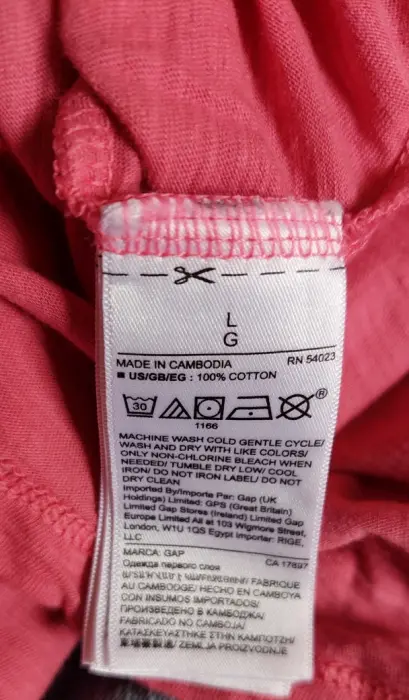 L
G
MADE IN CAMBODIA RN 54023
■ US/GB/EG : 100% COTTON
30
®
1166
MACHINE WASH COLD GENTLE CYCLE/
WASH AND DRY WITH LIKE COLORS/
ONLY NON-CHLORINE BLEACH WHEN
NEEDED/ TUMBLE DRY LOW/ COOL
IRON/ DO NOT IRON LABEL/ DO NOT
DRY CLEAN
Imported By/Importe Par: Gap (UK
Holdings) Limited: GPS (Great Britain)
Limited Gap Stores (Ireland) Limited Gap
Europe Limited All at 103 Wigmore Street,
London, W1U 1QS Egypt Importer: RIGE,
LLC
MARCA: GAP CA 17897
Одежда первого слоя
FABRIQUE
AU CAMBODGE/ HECHO EN CAMBOYA
CON INSUMOS IMPORTADOS/
ПРОИЗВЕДЕНО В КАМБОДЖА/
FABRICADO NO CAMBOJA/
ΚΑΤΑΣΚΕΥΑΣΤΗΚΕ ΣΤΗΝ ΚΑΜΠΟΤΖΗ/
ЗЕМЈА ПРОИЗВОДНЕ